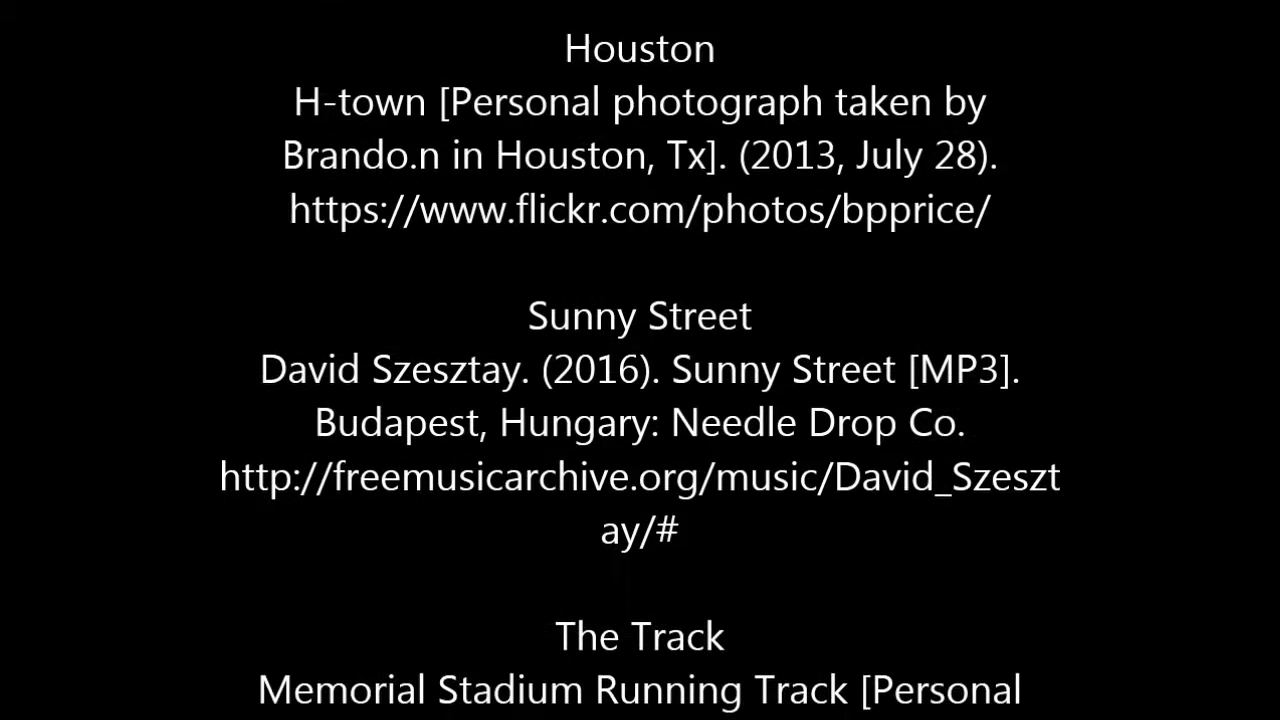 Houston
H-town [Personal photograph taken by
Brando.n in Houston, Tx]. (2013, July 28).
https://www.flickr.com/photos/bpprice/
Sunny Street
David Szesztay. (2016). Sunny Street [MP3].
Budapest, Hungary: Needle Drop Co.
http://freemusicarchive.org/music/David_Szeszt
ay/#
The Track
Memorial Stadium Running Track [Personal